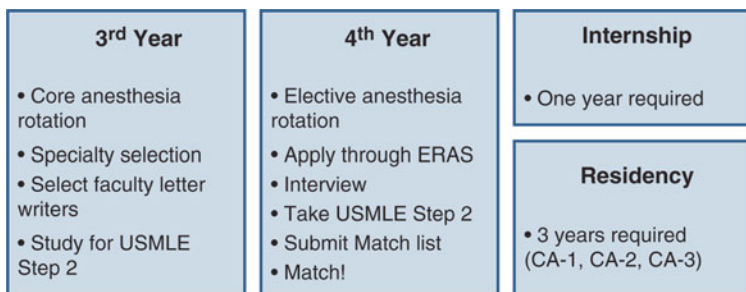 3rd Year
• Core anesthesia
rotation
• Specialty selection
• Select faculty letter
writers
• Study for USMLE
Step 2
4th Year
• Elective anesthesia
rotation
• Apply through ERAS
• Interview
• Take USMLE Step 2
• Submit Match list
• Match!
Internship
• One year required
Residency
• 3 years required
(CA-1, CA-2, CA-3)